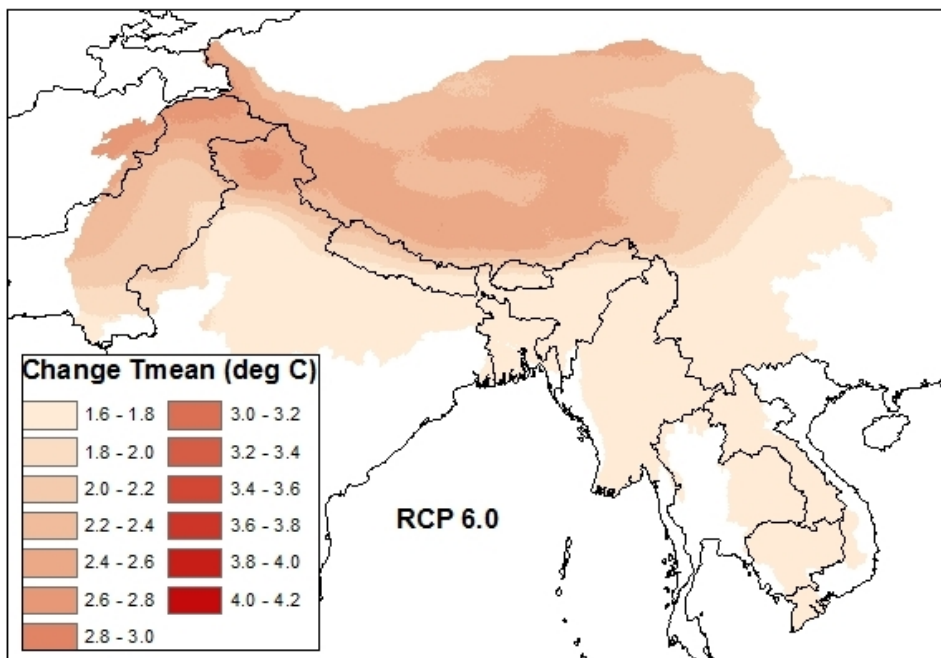 Change Tmean (deg C)
1.6 - 1.8
1.8 - 2.0
2.0 - 2.2
2.2 - 2.4
2.4 - 2.6
2.6 - 2.8
2.8 - 3.0
3.0 - 3.2
3.2 - 3.4
3.4 - 3.6
3.6 - 3.8
3.8 - 4.0
4.0 - 4.2
RCP 6.0